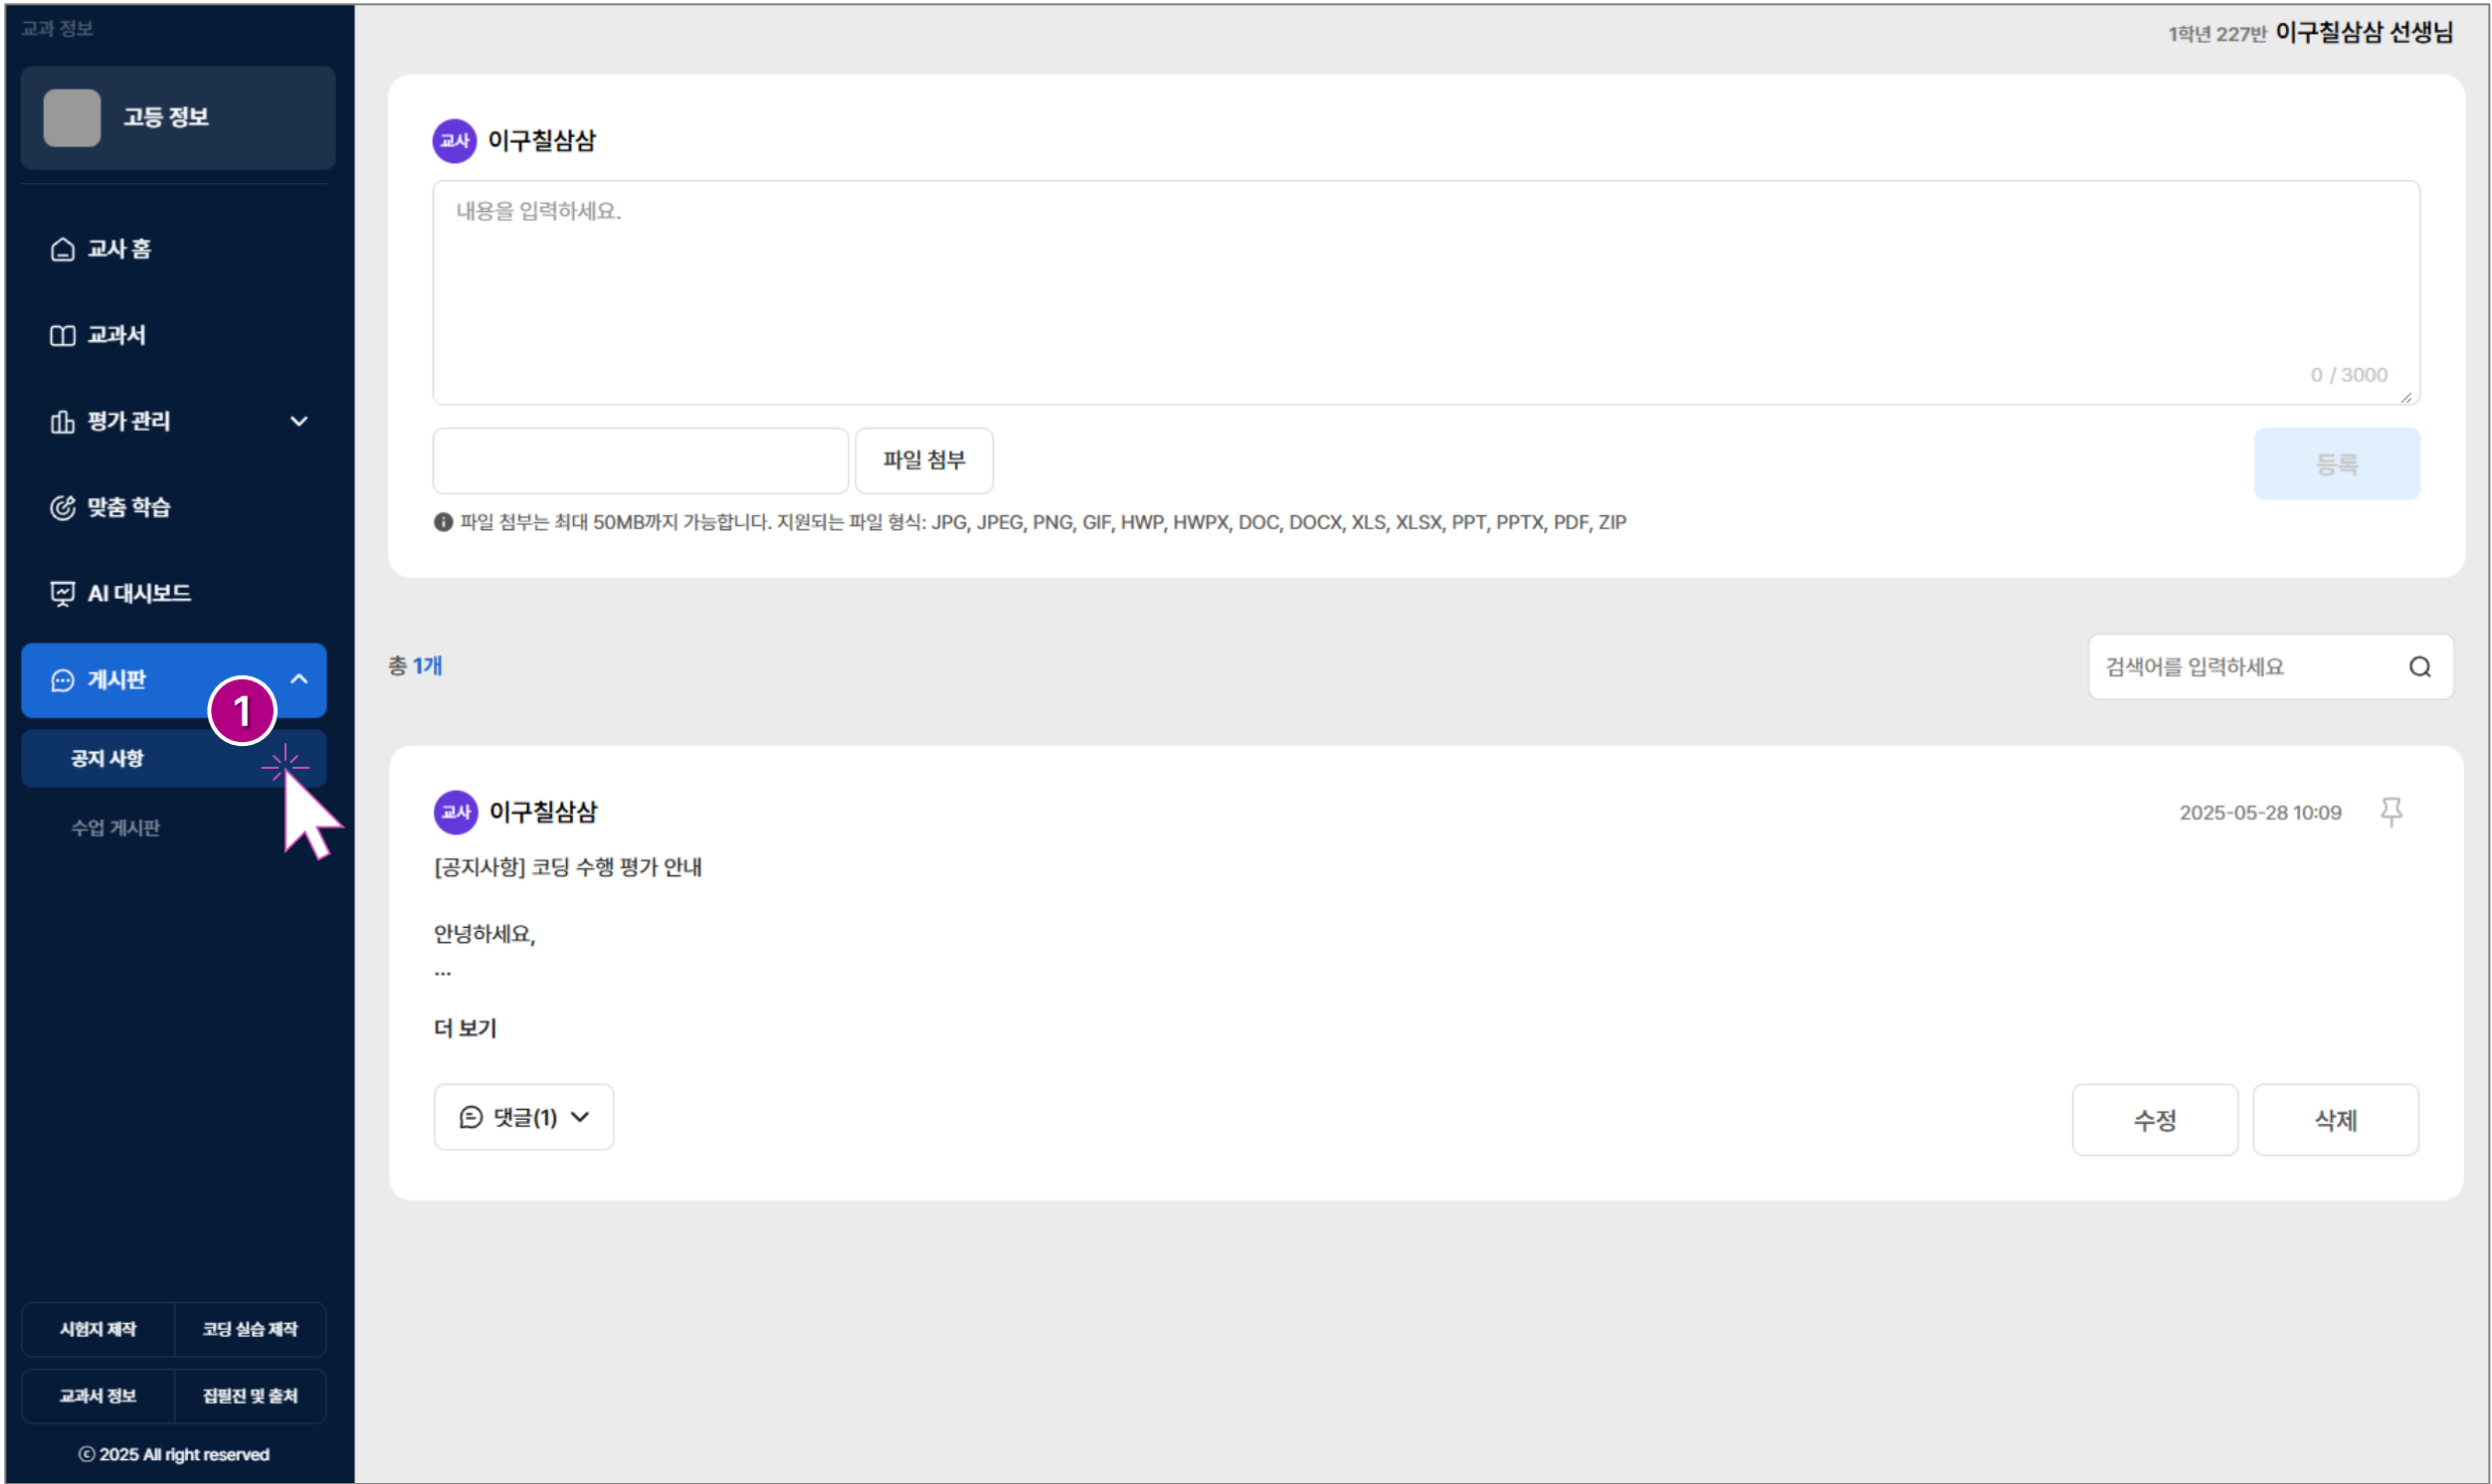 교과 정보
고등 정보
교사 홈
교과서
평가 관리
맞춤 학습
AI 대시보드
게시판
1
공지 사항
수업 게시판
시험지 제작
코딩 실습 제작
교과서 정보
집필진 및 출처
ⓒ 2025 All right reserved
1학년 227반 이구칠삼삼 선생님
교사 이구칠삼삼
내용을 입력하세요.
0 / 3000
파일 첨부
등록
파일 첨부는 최대 50MB까지 가능합니다. 지원되는 파일 형식: JPG, JPEG, PNG, GIF, HWP, HWPX, DOC, DOCX, XLS, XLSX, PPT, PPTX, PDF, ZIP
총 1개
검색어를 입력하세요
교사 이구칠삼삼
2025-05-28 10:09
[공지사항] 코딩 수행 평가 안내
안녕하세요,
...
더 보기
댓글(1)
수정
삭제